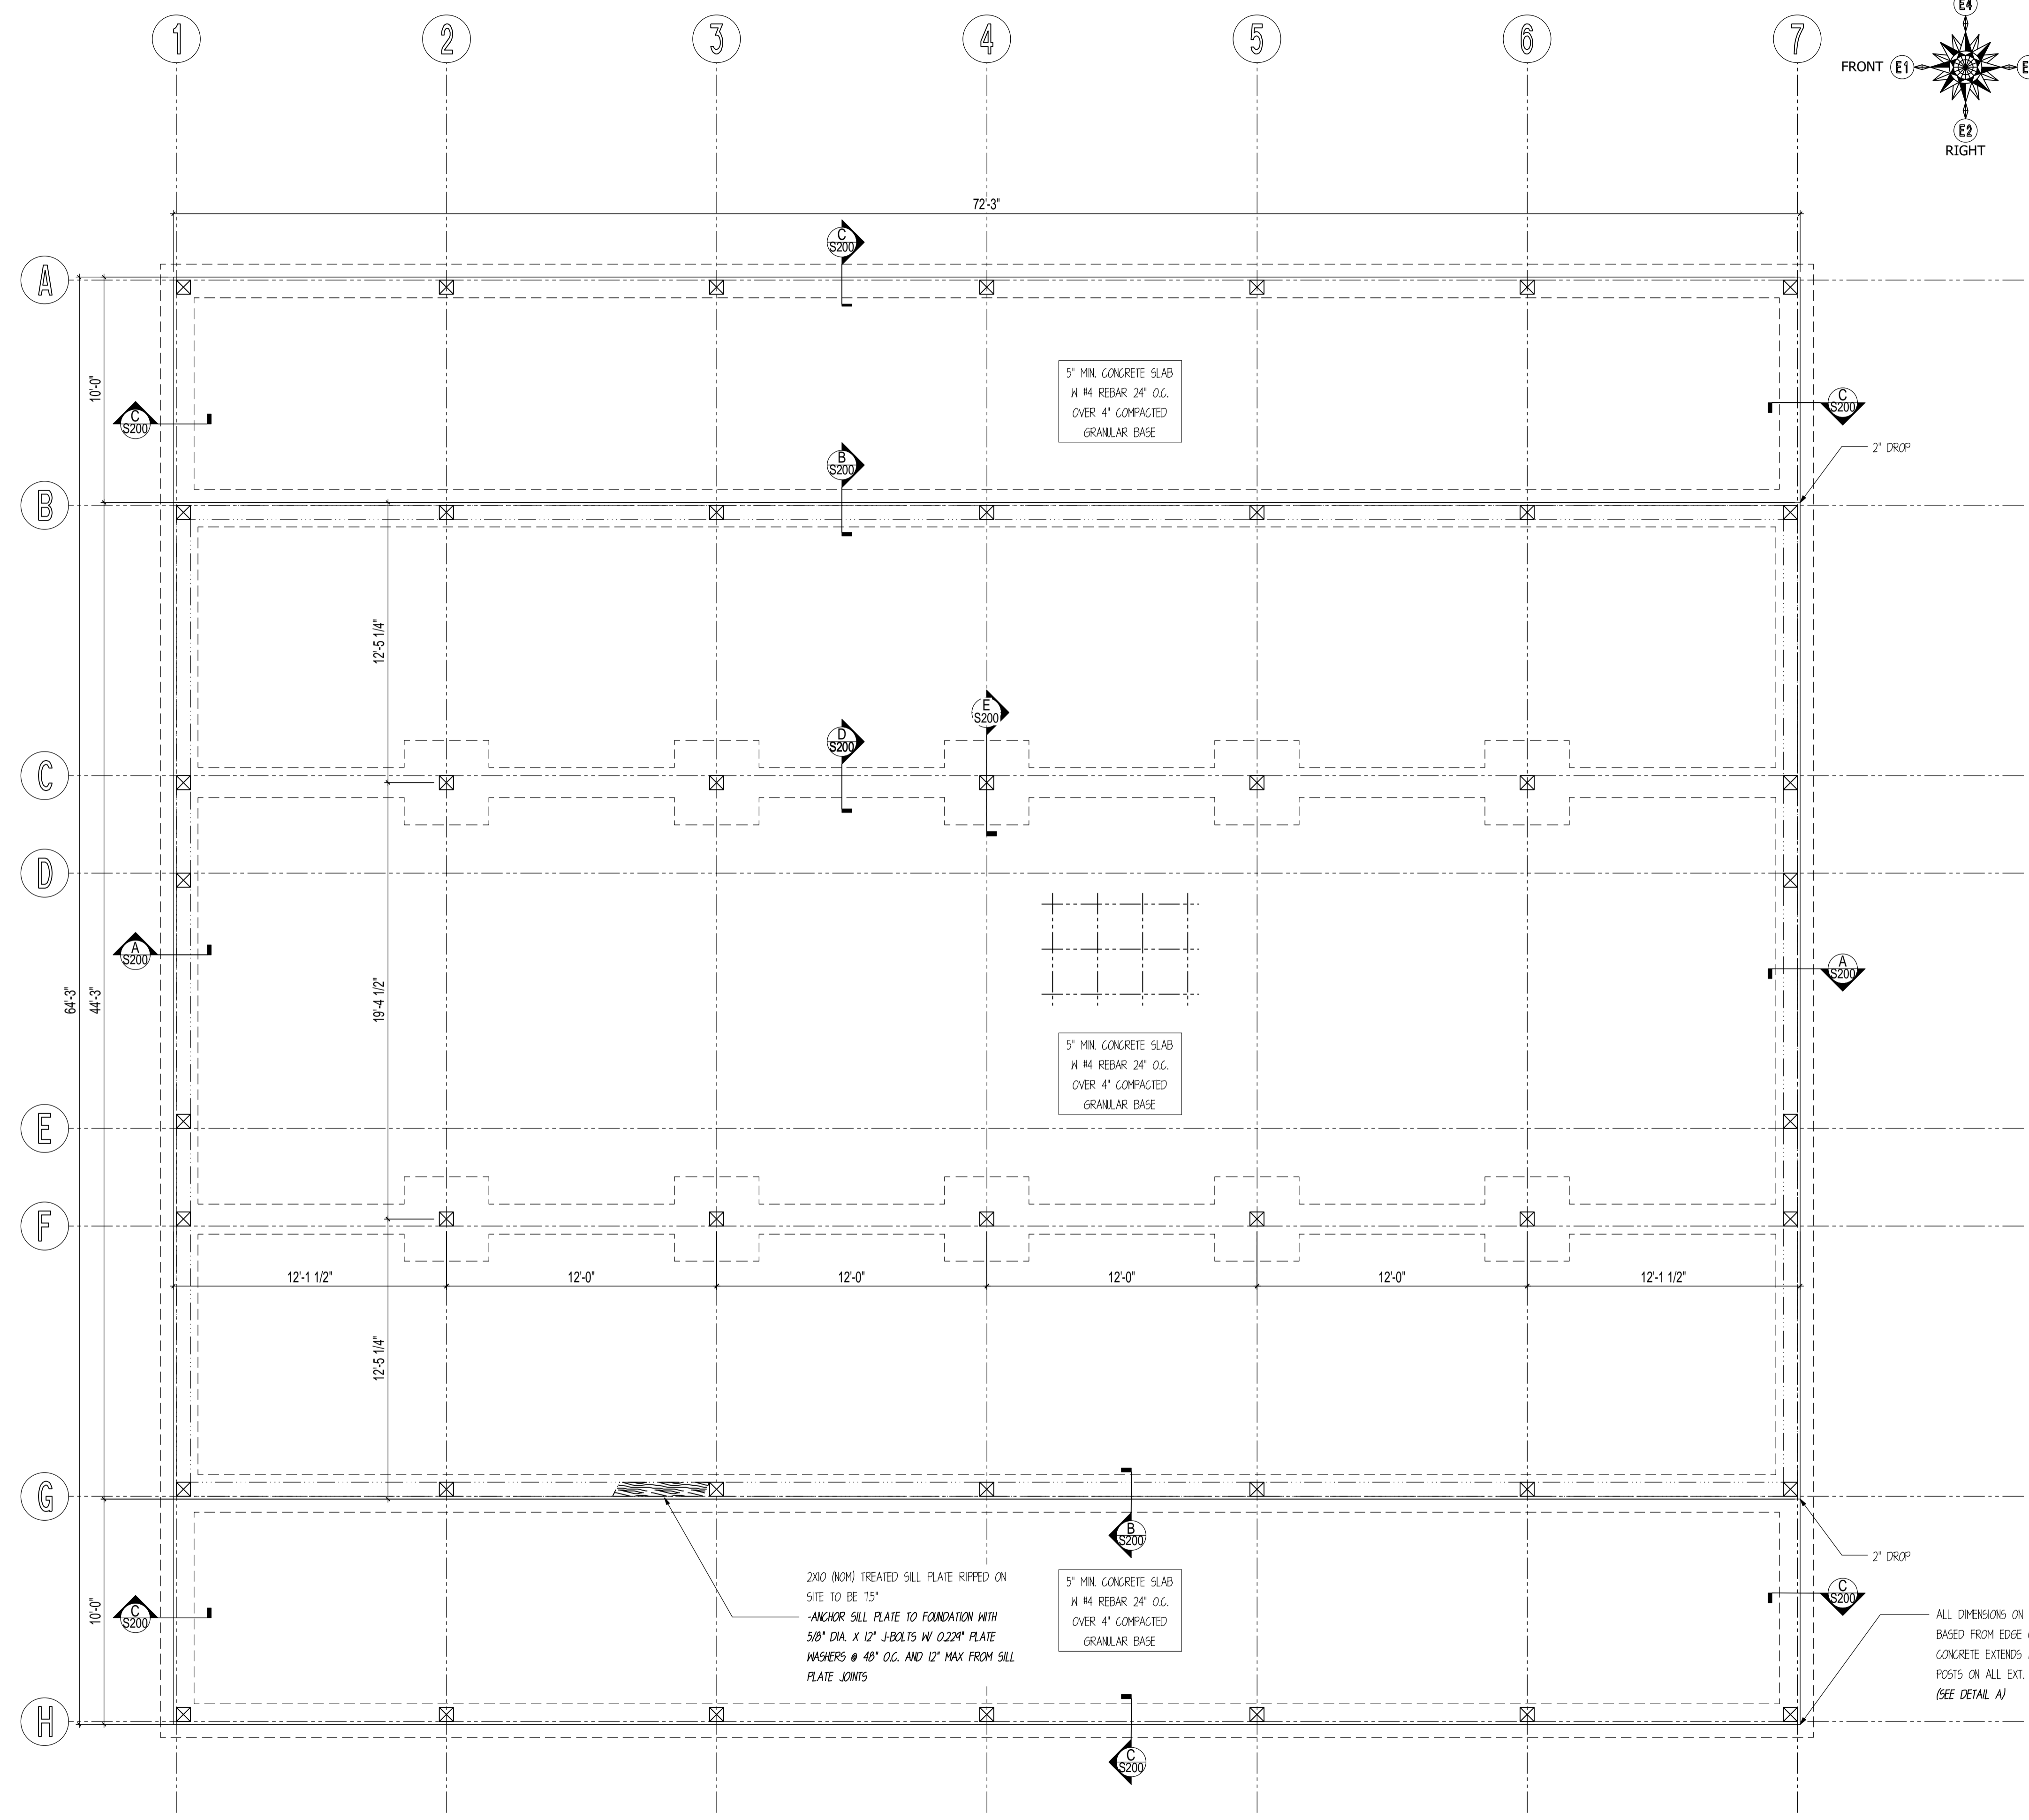 1
2
3
4
5
6
7
E4
FRONT
E1
E2
RIGHT
72'-3"
C
S200
A
5" MIN. CONCRETE SLAB
W #4 REBAR 24" O.C.
OVER 4" COMPACTED
GRANULAR BASE
10'-0"
C
S200
C
S200
2" DROP
B
S200
B
12'-5 1/4"
E
S200
D
S200
C
D
A
S200
A
S200
64'-3"
44'-3"
19'-4 1/2"
5" MIN. CONCRETE SLAB
W #4 REBAR 24" O.C.
OVER 4" COMPACTED
GRANULAR BASE
E
F
12'-1 1/2"
12'-0"
12'-0"
12'-0"
12'-0"
12'-1 1/2"
12'-5 1/4"
G
B
S200
2" DROP
2X10 (NOM) TREATED SILL PLATE RIPPED ON
SITE TO BE 7.5"
-ANCHOR SILL PLATE TO FOUNDATION WITH
5/8" DIA. X 12" J-BOLTS W/ 0.229" PLATE
WASHERS @ 48" O.C. AND 12" MAX FROM SILL
PLATE JOINTS
5" MIN. CONCRETE SLAB
W #4 REBAR 24" O.C.
OVER 4" COMPACTED
GRANULAR BASE
10'-0"
C
S200
C
S200
ALL DIMENSIONS ON
BASED FROM EDGE
CONCRETE EXTENDS
POSTS ON ALL EXT.
(SEE DETAIL A)
H
C
S200